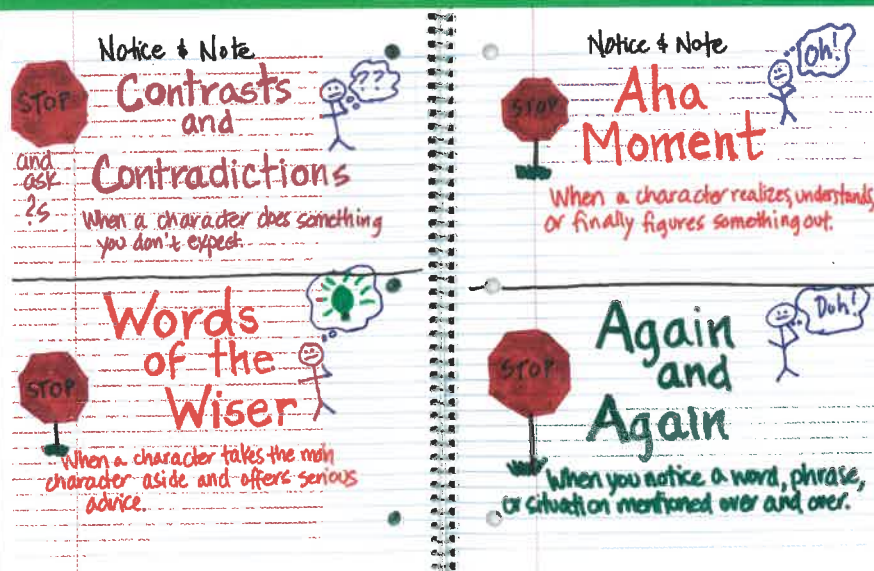 Notice & Note
STOP
Contrasts
and
??
and
ask
?s
Contradictions
When a character does something
you don't expect.
Words
of the
Wiser
STOP
When a character takes the main
character aside and offers serious
advice.
Notice & Note
Oh!
STOP
Aha
Moment
When a character realizes, understands,
or finally figures something out.
Again
and
Again
Doh!
STOP
When you notice a word, phrase,
or situation mentioned over and over.